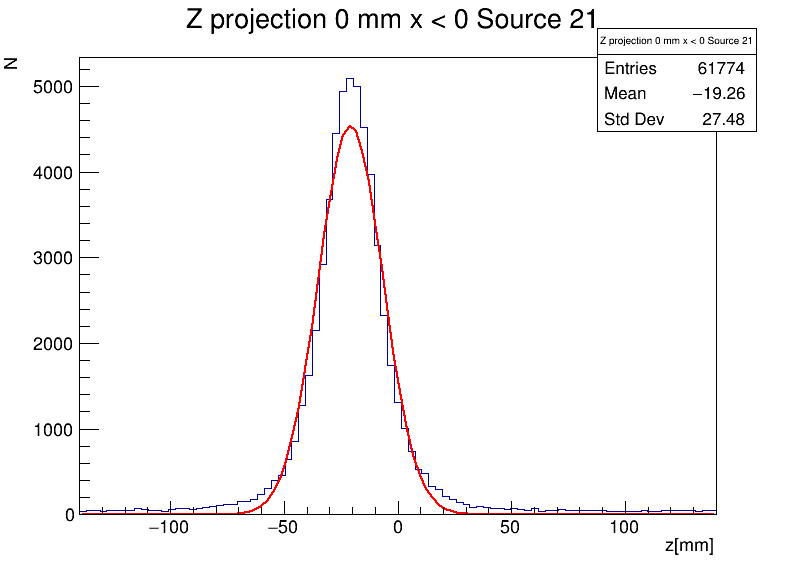 Z projection 0 mm x < 0 Source 21
Z projection 0 mm x < 0 Source 21
Entries 61774
Mean −19.26
Std Dev 27.48
N
5000
4000
3000
2000
1000
0
−100 −50 0 50 100
z[mm]